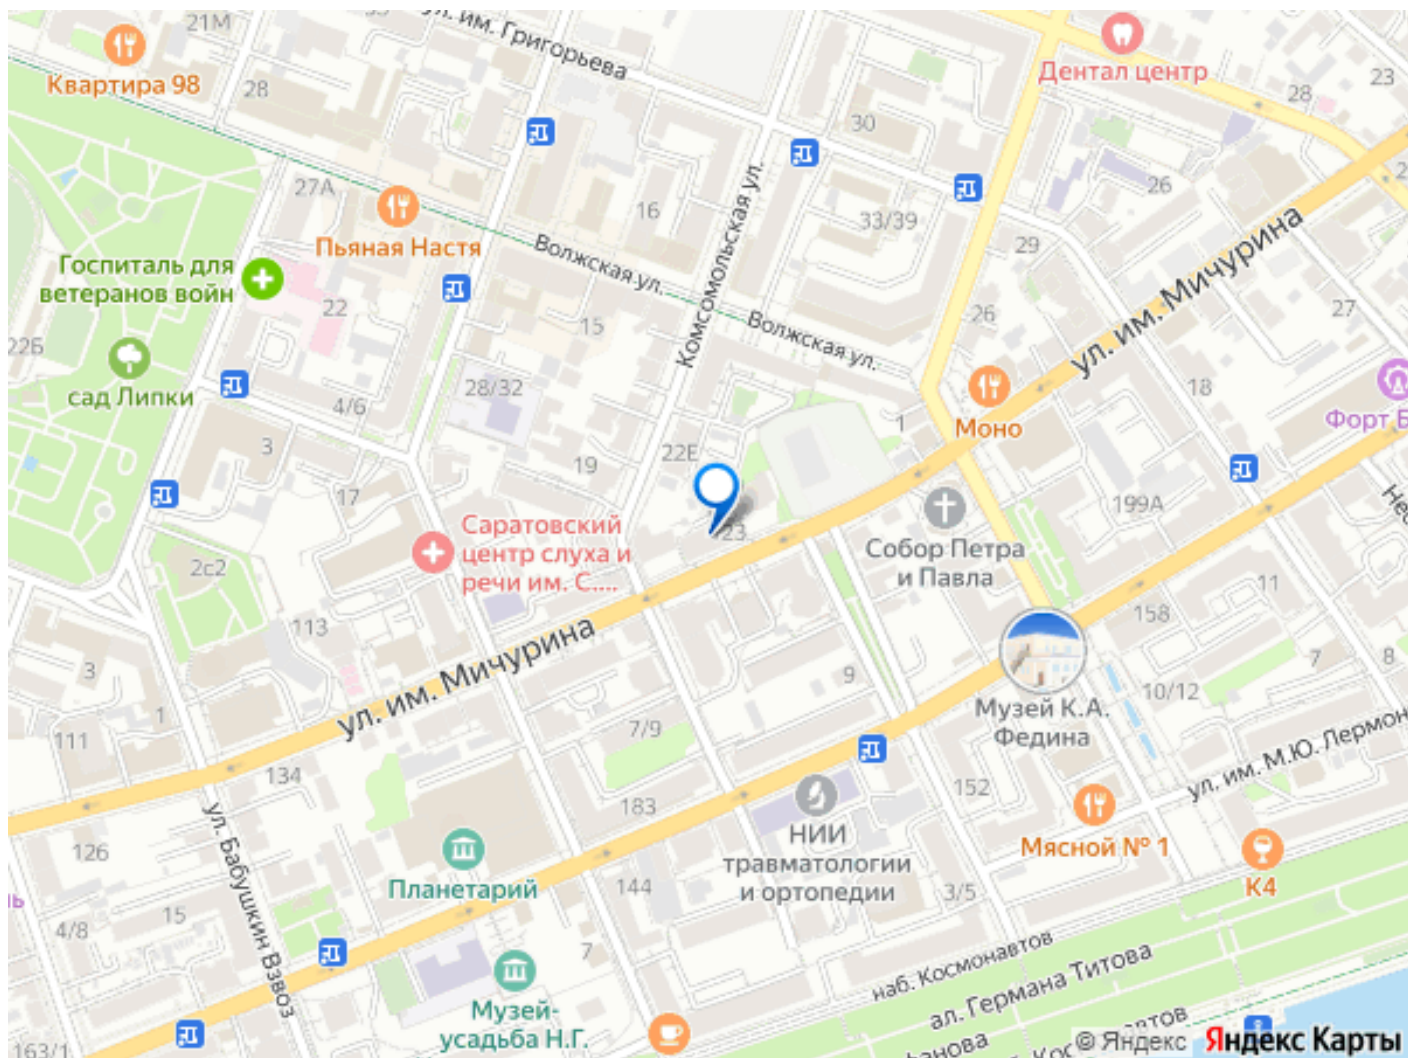 21М
ул. им. Григорьева
Квартира 98
28
Дентал центр
23
28
30
27А
16
26
33/39
29
Пьяная Настя
Волжская ул.
Комсомольская ул.
ул. им. Мичурина
Госпиталь для
ветеранов войн
22
15
26
27
Волжская ул.
22Б
сад Липки
28/32
4/6
18
Моно
1
Форт Б
3
19
22Е
17
199А
Саратовский
центр слуха и
речи им. С....
23
Собор Петра
и Павла
2с2
11
158
113
ул. им. Мичурина
3
9
7
8
10/12
1
Музей К.А.
Федина
111
7/9
134
152
ул. им. М.Ю. Лермон
183
НИИ
травматологии
и ортопедии
Мясной № 1
126
ул. Бабушкин Взвоз
Планетарий
144
3/5
К4
15
4/8
7
наб. Космонавтов
ал. Германа Титова
Музей-
усадьба Н.Г.
163/1
© Яндекс Яндекс Карты